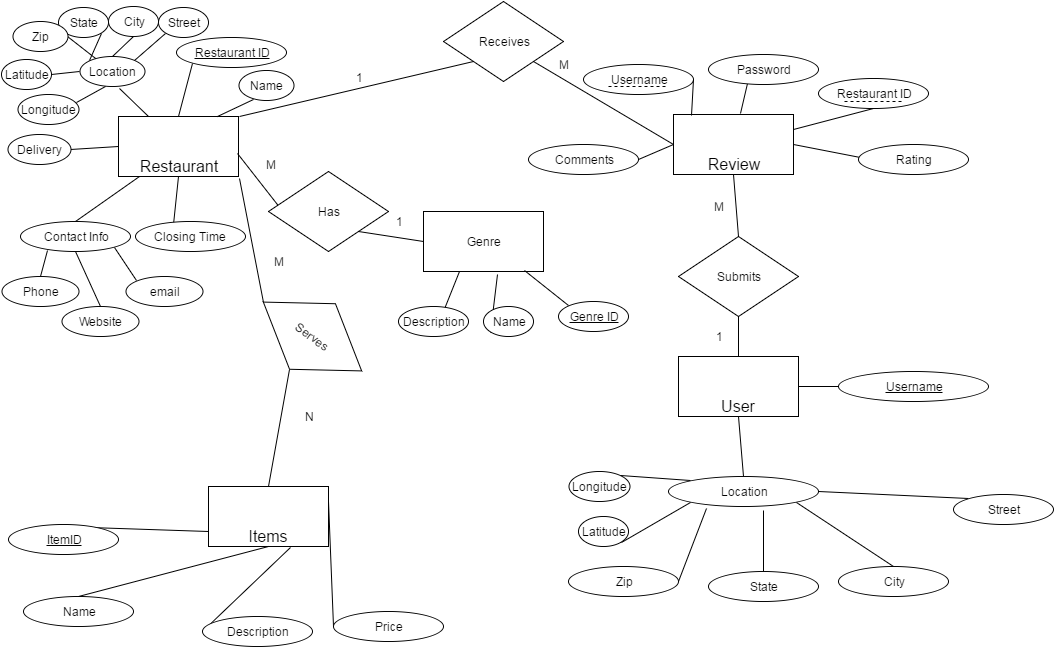 State
City
Street
Zip
Receives
Restaurant ID
Location
Latitude
1
M
Username
Password
Name
Restaurant ID
Longitude
Delivery
Restaurant
M
Comments
Review
Rating
Has
M
1
Contact Info
Closing Time
Genre
M
Submits
Phone
email
Website
Description
Name
Genre ID
Serves
1
Username
User
N
Longitude
Location
Street
Latitude
ItemID
Items
Zip
State
City
Name
Description
Price